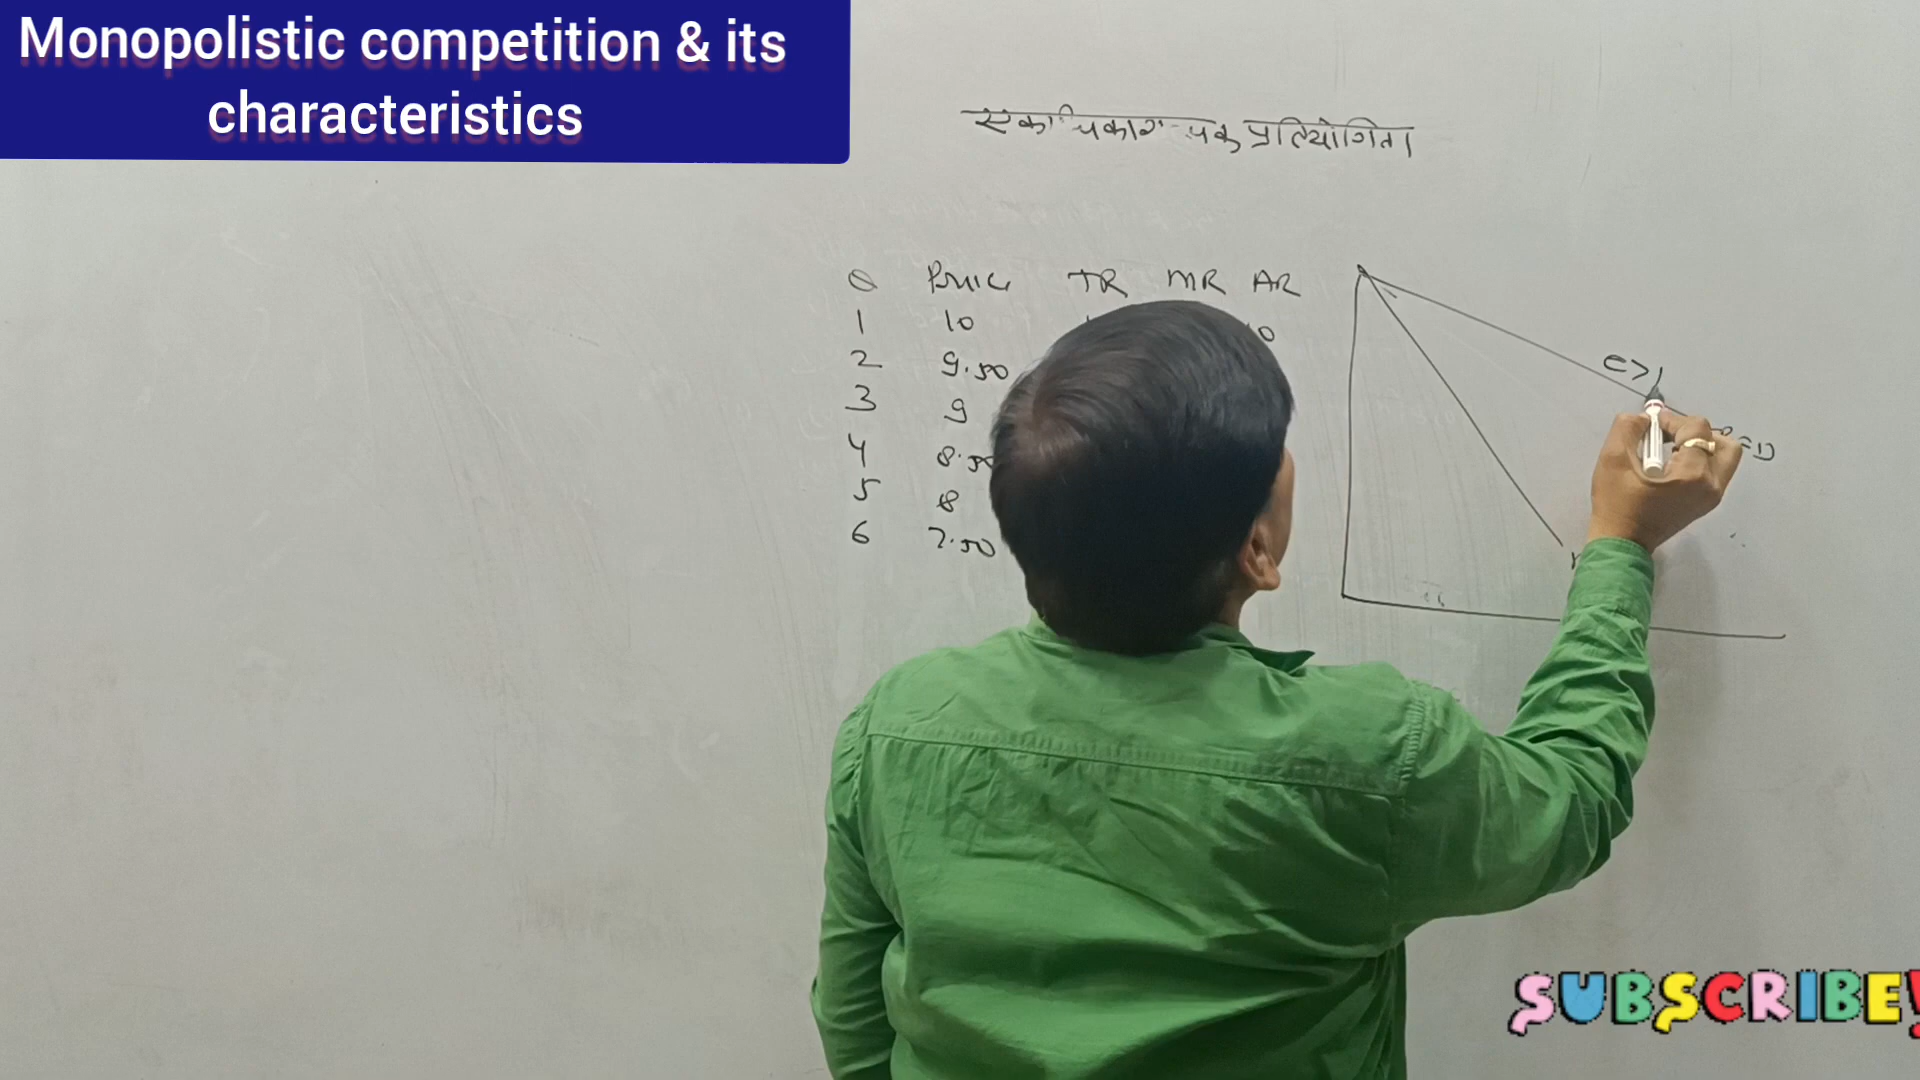 Monopolistic competition & its
characteristics
एकाधिकारात्मक प्रतियोगिता
Q Price TR MR AR
1 10
2 9.50
3 9
4 8.50
5 8
6 7.50
e>1
=D
SUBSCRIBE!